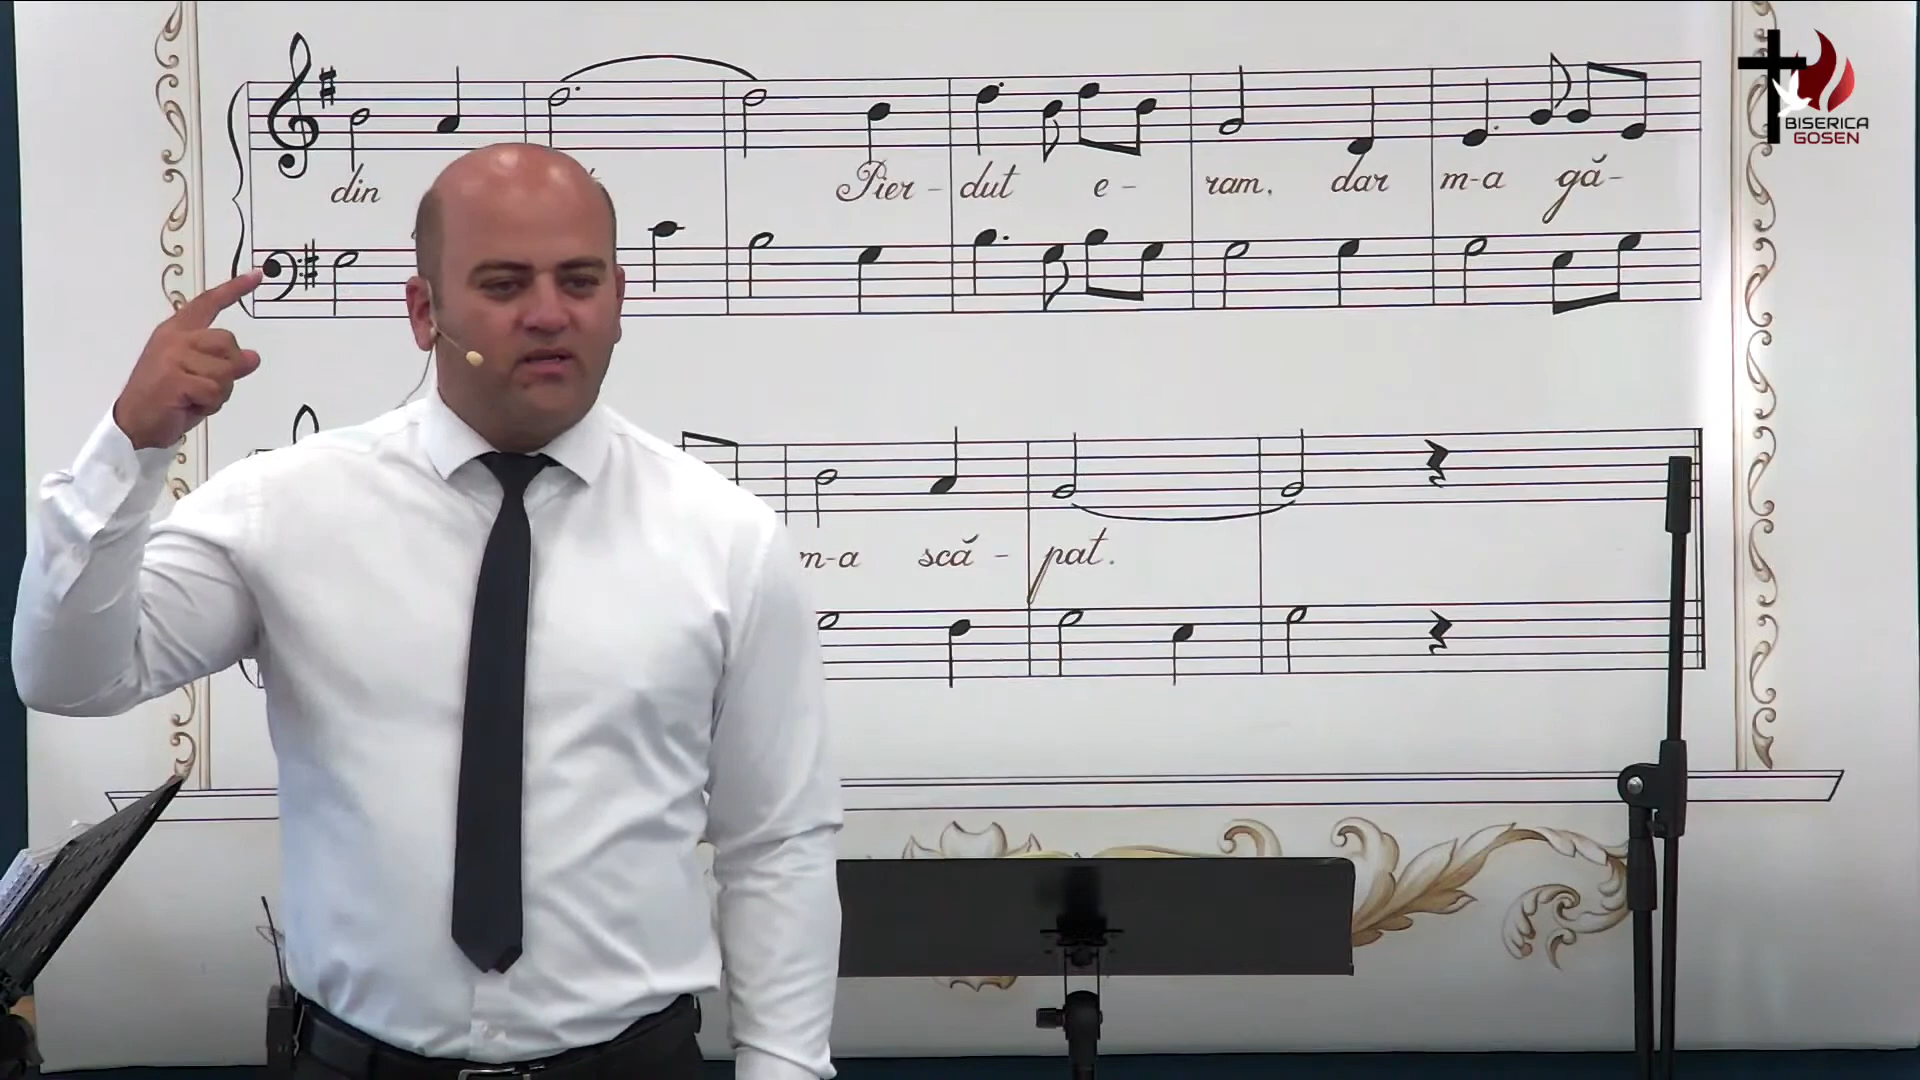 BISERICA
GOSEN
din Pier - dut e - ram, dar m-a gă-
m-a scă - pat.